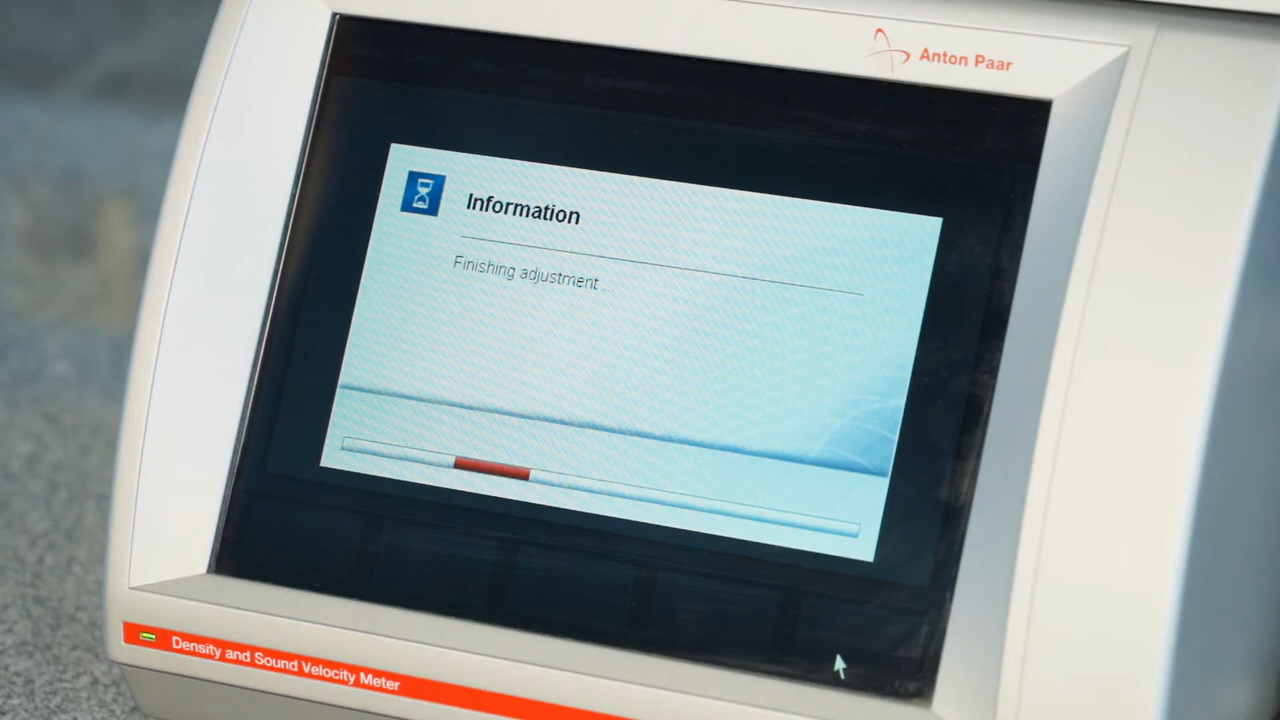 Anton Paar
Information
Finishing adjustment ...
Density and Sound Velocity Meter